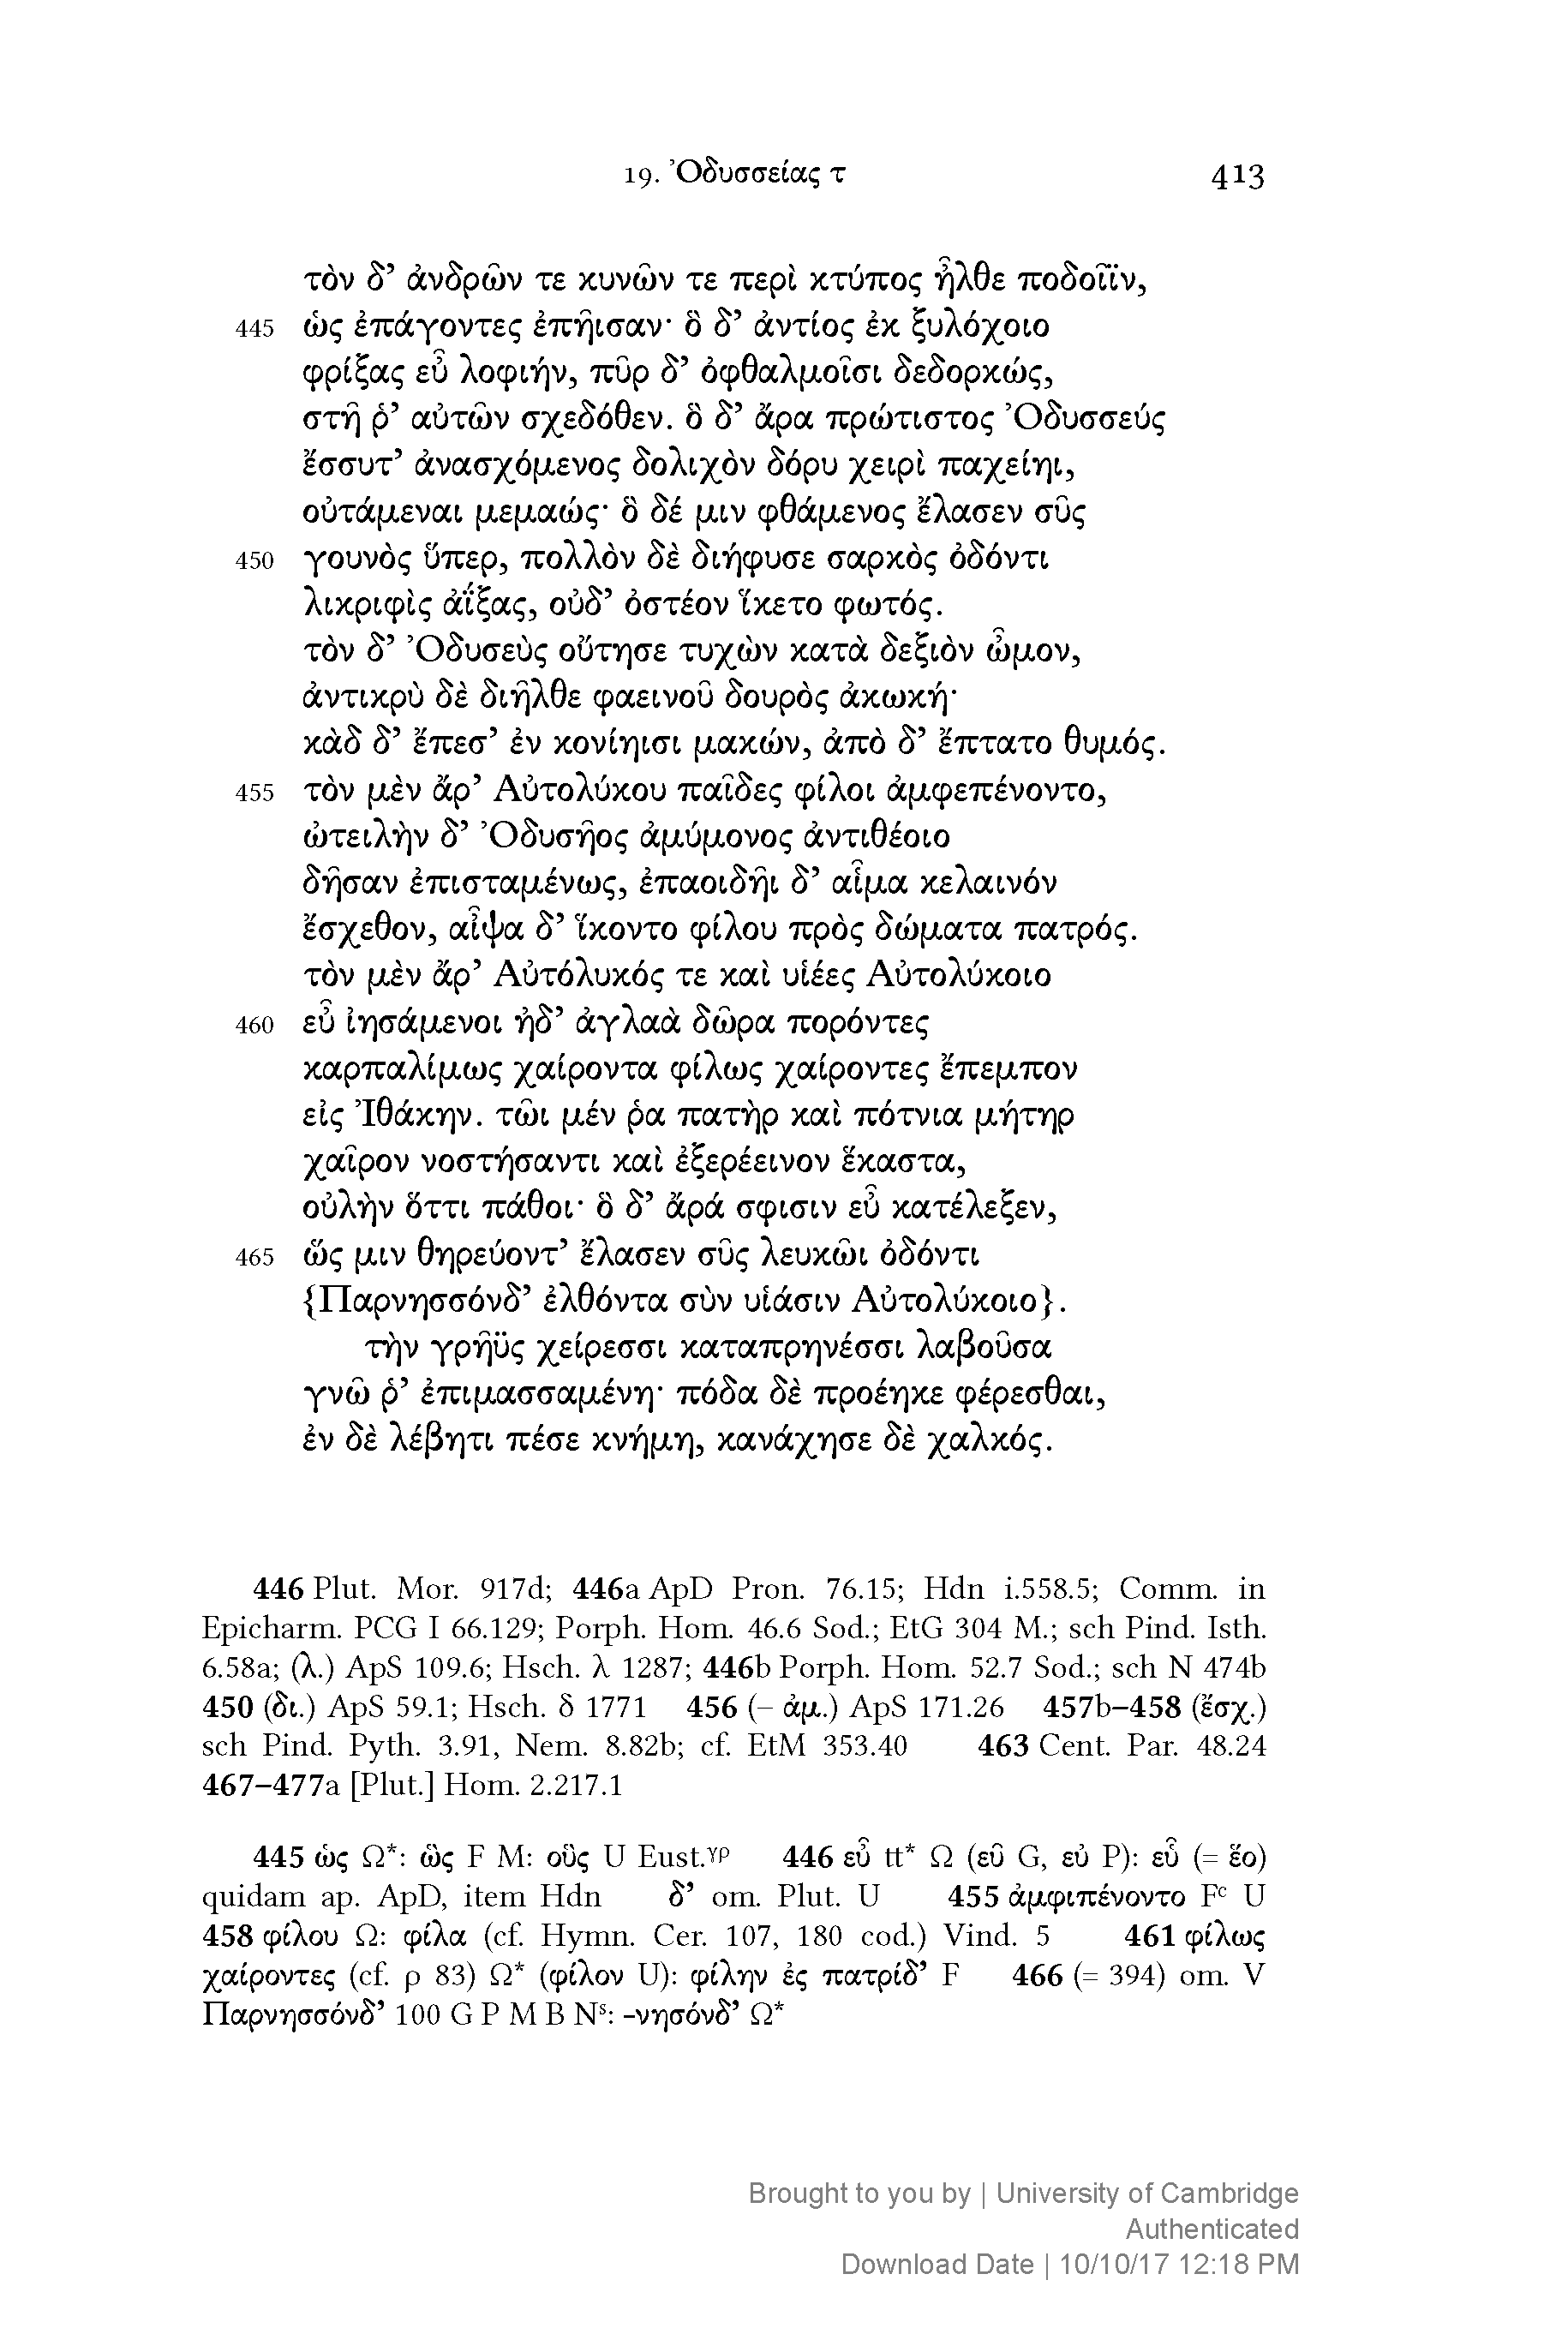 19. Ὀδυσσείας τ 413
τὸν δ’ ἀνδρῶν τε κυνῶν τε περὶ κτύπος ἦλθε ποδοῖϊν,
445 ὡς ἐπάγοντες ἐπῆισαν· ὃ δ’ ἀντίος ἐκ ξυλόχοιο
φρίξας εὖ λοφιήν, πῦρ δ’ ὀφθαλμοῖσι δεδορκώς,
στῆ ῥ’ αὐτῶν σχεδόθεν. ὃ δ’ ἄρα πρώτιστος Ὀδυσσεύς
ἔσσυτ’ ἀνασχόμενος δολιχὸν δόρυ χειρὶ παχείηι,
οὐτάμεναι μεμαώς· ὃ δέ μιν φθάμενος ἔλασεν σῦς
450 γουνὸς ὕπερ, πολλὸν δὲ διήφυσε σαρκὸς ὀδόντι
λικριφὶς ἀΐξας, οὐδ’ ὀστέον ἵκετο φωτός.
τὸν δ’ Ὀδυσεὺς οὔτησε τυχὼν κατὰ δεξιὸν ὦμον,
ἀντικρὺ δὲ διῆλθε φαεινοῦ δουρὸς ἀκωκή·
κὰδ δ’ ἔπεσ’ ἐν κονίηισι μακών, ἀπὸ δ’ ἔπτατο θυμός.
455 τὸν μὲν ἄρ’ Αὐτολύκου παῖδες φίλοι ἀμφεπένοντο,
ὠτειλὴν δ’ Ὀδυσῆος ἀμύμονος ἀντιθέοιο
δῆσαν ἐπισταμένως, ἐπαοιδῆι δ’ αἷμα κελαινόν
ἔσχεθον, αἶψα δ’ ἵκοντο φίλου πρὸς δώματα πατρός.
τὸν μὲν ἄρ’ Αὐτόλυκός τε καὶ υἱέες Αὐτολύκοιο
460 εὖ ἰησάμενοι ἠδ’ ἀγλαὰ δῶρα πορόντες
καρπαλίμως χαίροντα φίλως χαίροντες ἔπεμπον
εἰς Ἰθάκην. τῶι μέν ῥα πατὴρ καὶ πότνια μήτηρ
χαῖρον νοστήσαντι καὶ ἐξερέεινον ἕκαστα,
οὐλὴν ὅττι πάθοι· ὃ δ’ ἄρά σφισιν εὖ κατέλεξεν,
465 ὥς μιν θηρεύοντ’ ἔλασεν σῦς λευκῶι ὀδόντι
{Παρνησσόνδ’ ἐλθόντα σὺν υἱάσιν Αὐτολύκοιο}.
τὴν γρῆϋς χείρεσσι καταπρηνέσσι λαβοῦσα
γνῶ ῥ’ ἐπιμασσαμένη· πόδα δὲ προέηκε φέρεσθαι,
ἐν δὲ λέβητι πέσε κνήμη, κανάχησε δὲ χαλκός.
446 Plut. Mor. 917d; 446a ApD Pron. 76.15; Hdn i.558.5; Comm. in
Epicharm. PCG I 66.129; Porph. Hom. 46.6 Sod.; EtG 304 M.; sch Pind. Isth.
6.58a; (λ.) ApS 109.6; Hsch. λ 1287; 446b Porph. Hom. 52.7 Sod.; sch N 474b
450 (δι.) ApS 59.1; Hsch. δ 1771 456 (– ἀμ.) ApS 171.26 457b–458 (ἔσχ.)
sch Pind. Pyth. 3.91, Nem. 8.82b; cf. EtM 353.40 463 Cent. Par. 48.24
467–477a [Plut.] Hom. 2.217.1
445 ὡς Ω*: ὣς F M: οὓς U Eust.γρ 446 εὖ tt* Ω (εῦ G, εὐ P): εὗ (= ἕο)
quidam ap. ApD, item Hdn δ’ om. Plut. U 455 ἀμφιπένοντο Fᶜ U
458 φίλου Ω: φίλα (cf. Hymn. Cer. 107, 180 cod.) Vind. 5 461 φίλως
χαίροντες (cf. ρ 83) Ω* (φίλον U): φίλην ἐς πατρίδ’ F 466 (= 394) om. V
Παρνησσόνδ’ 100 G P M B Nˢ: -νησόνδ’ Ω*
Brought to you by | University of Cambridge
Authenticated
Download Date | 10/10/17 12:18 PM